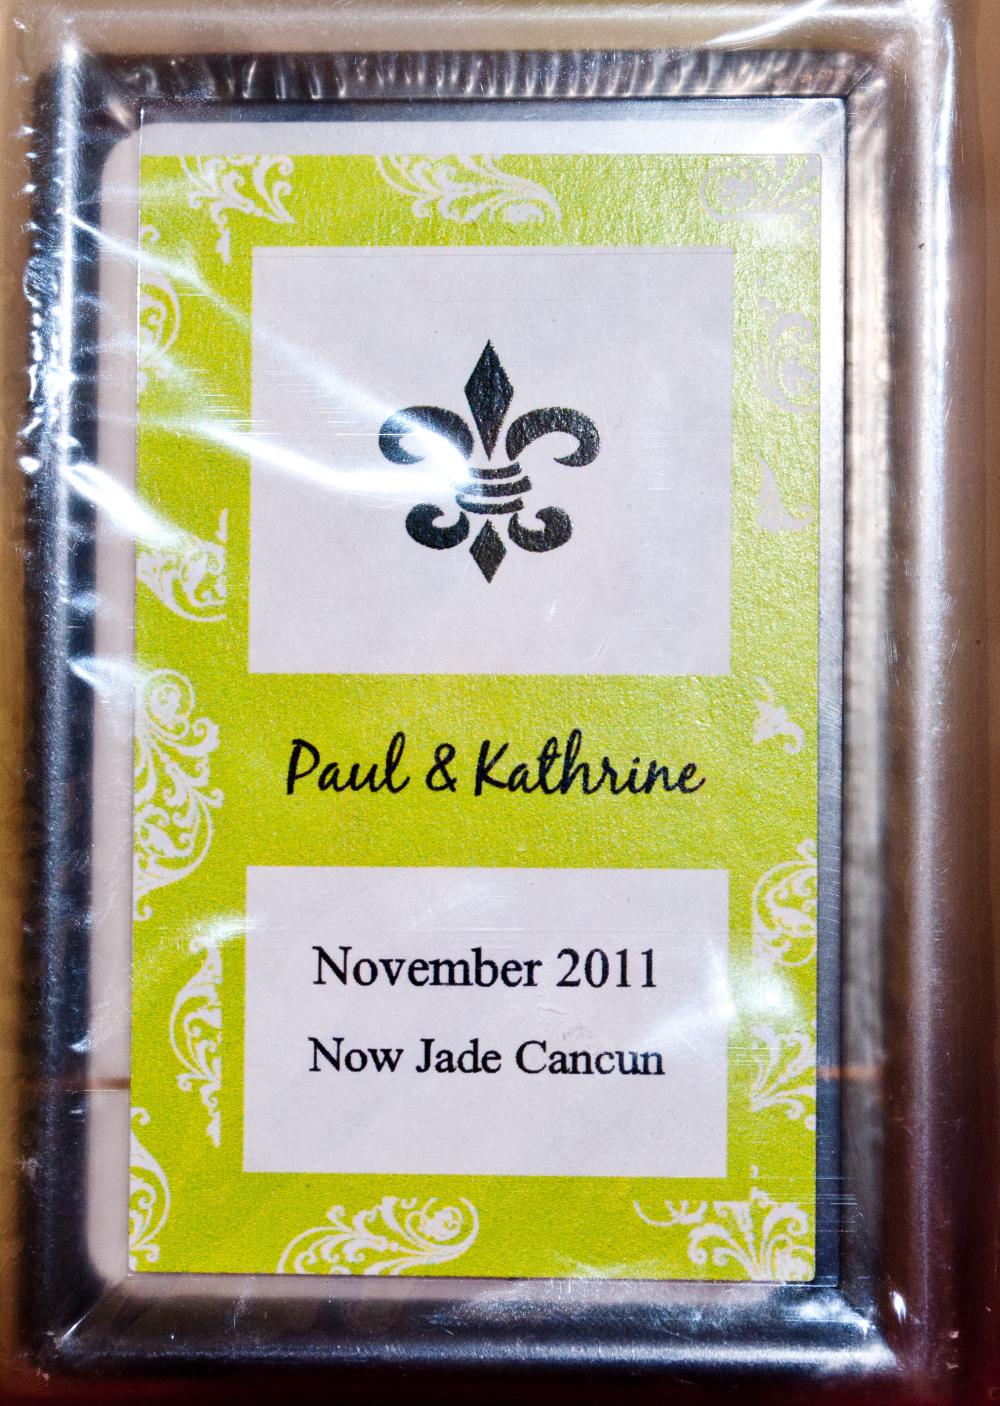 Paul & Kathrine
November 2011
Now Jade Cancun